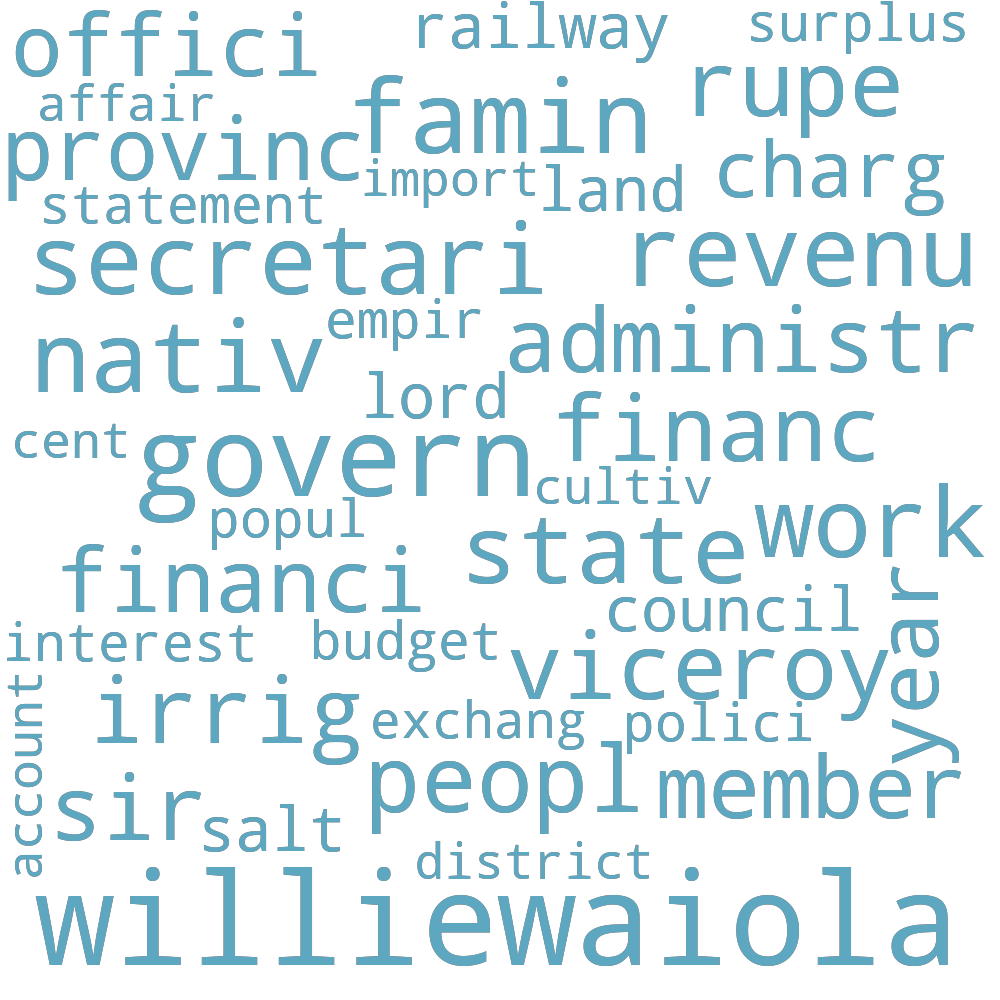 offici
railway
surplus
affair
famin
rupe
provinc
import
land
charg
statement
secretari
revenu
nativ
empir
administr
lord
cent
govern
financ
cultiv
popul
state
work
financi
council
year
interest
budget
viceroy
account
irrig
exchang
polici
sir
salt
peopl
member
district
williewaiola